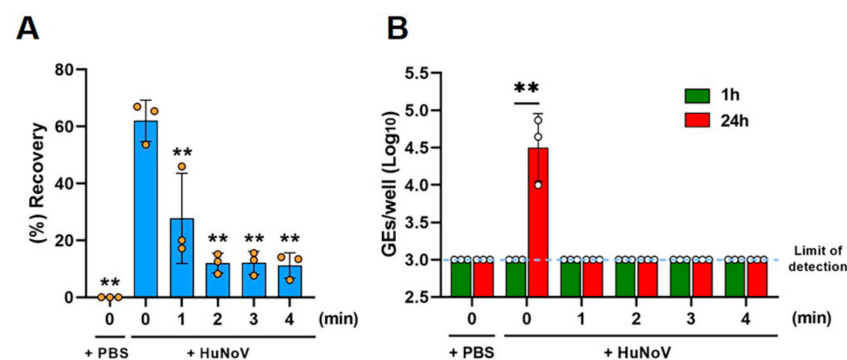 A
(%) Recovery
80
60
40
20
0
**
**
**
**
**
0 0 1 2 3 4 (min)
+ PBS + HuNoV
B
GEs/well (Log10)
5.5
5.0
4.5
4.0
3.5
3.0
2.5
**
1h
24h
Limit of
detection
0 0 1 2 3 4 (min)
+ PBS + HuNoV